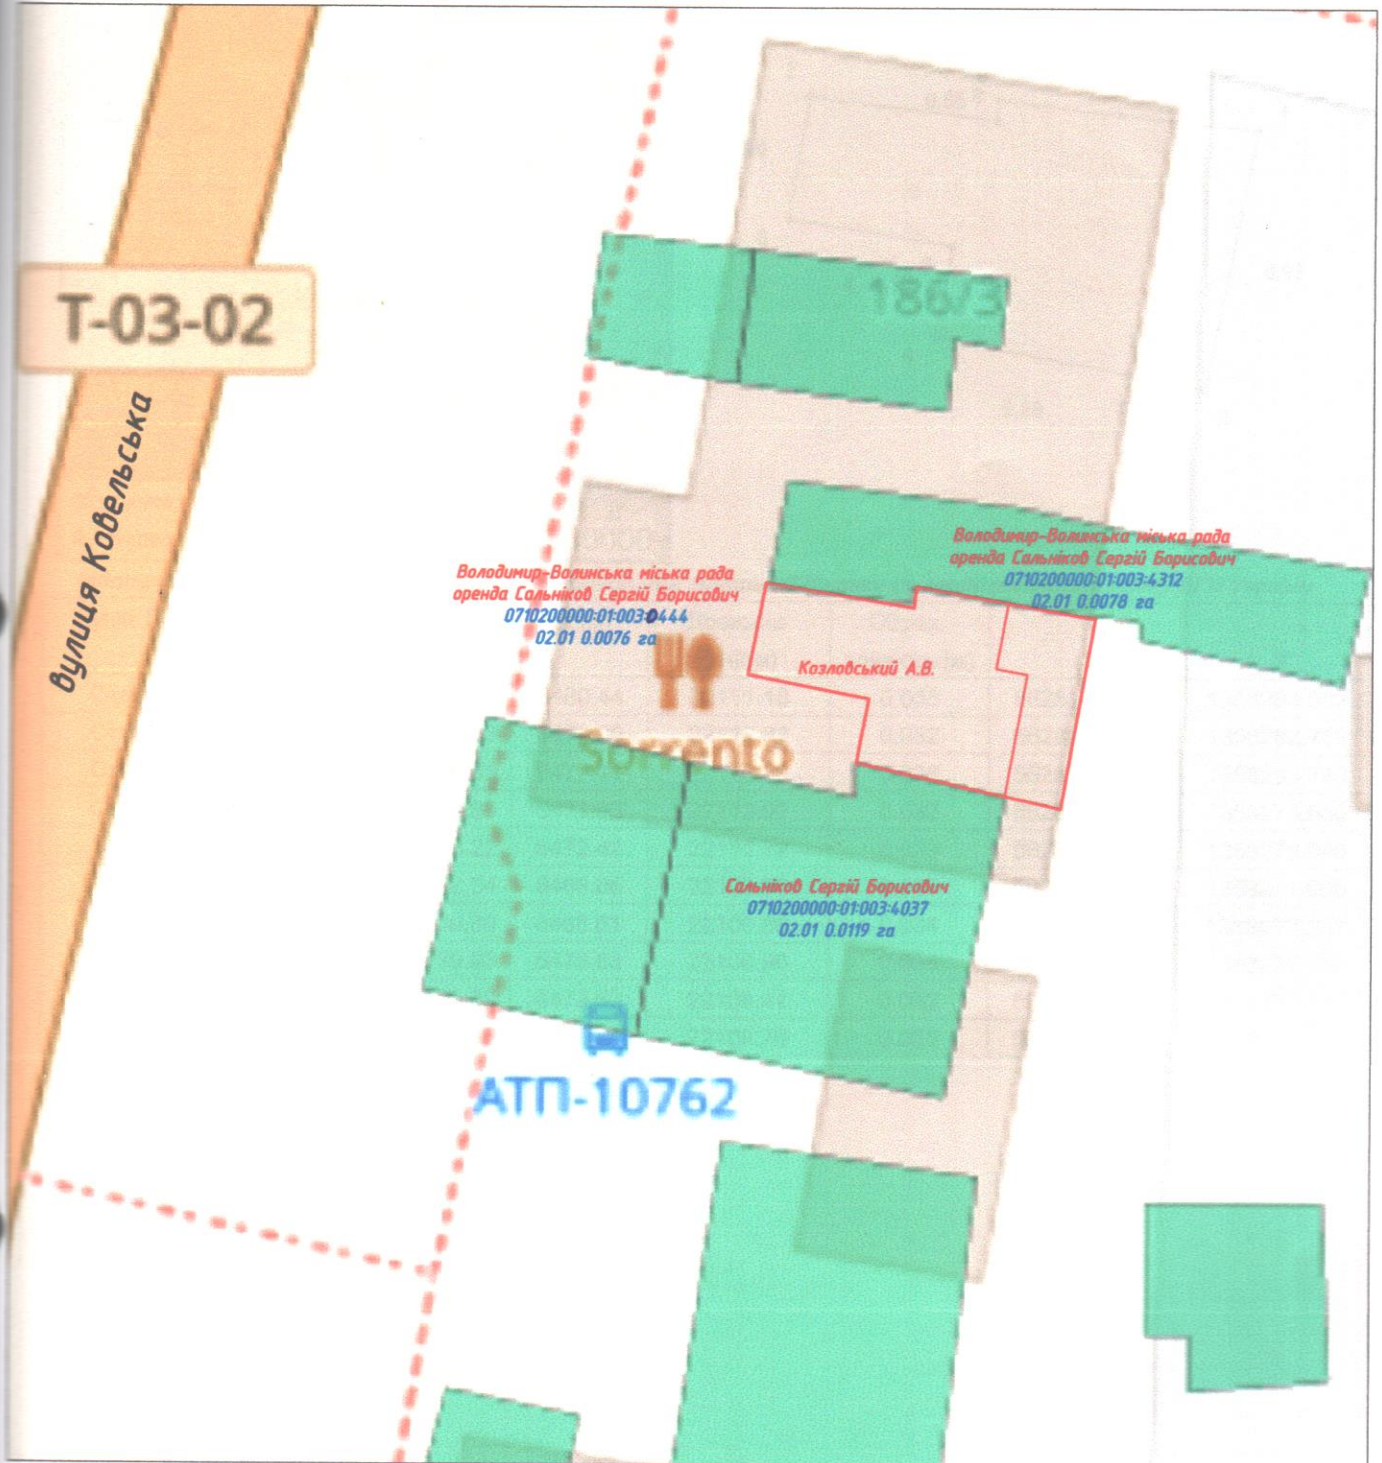 186/3
Т-03-02
вулиця Ковельська
Володимир-Волинська міська рада
оренда Сальніков Сергій Борисович
0710200000:01:003:4312
02.01 0.0078 га
Володимир-Волинська міська рада
оренда Сальніков Сергій Борисович
0710200000:01:003:0444
02.01 0.0076 га
Козловський А.В.
Sorrento
Сальніков Сергій Борисович
0710200000:01:003:4037
02.01 0.0119 га
АТП-10762